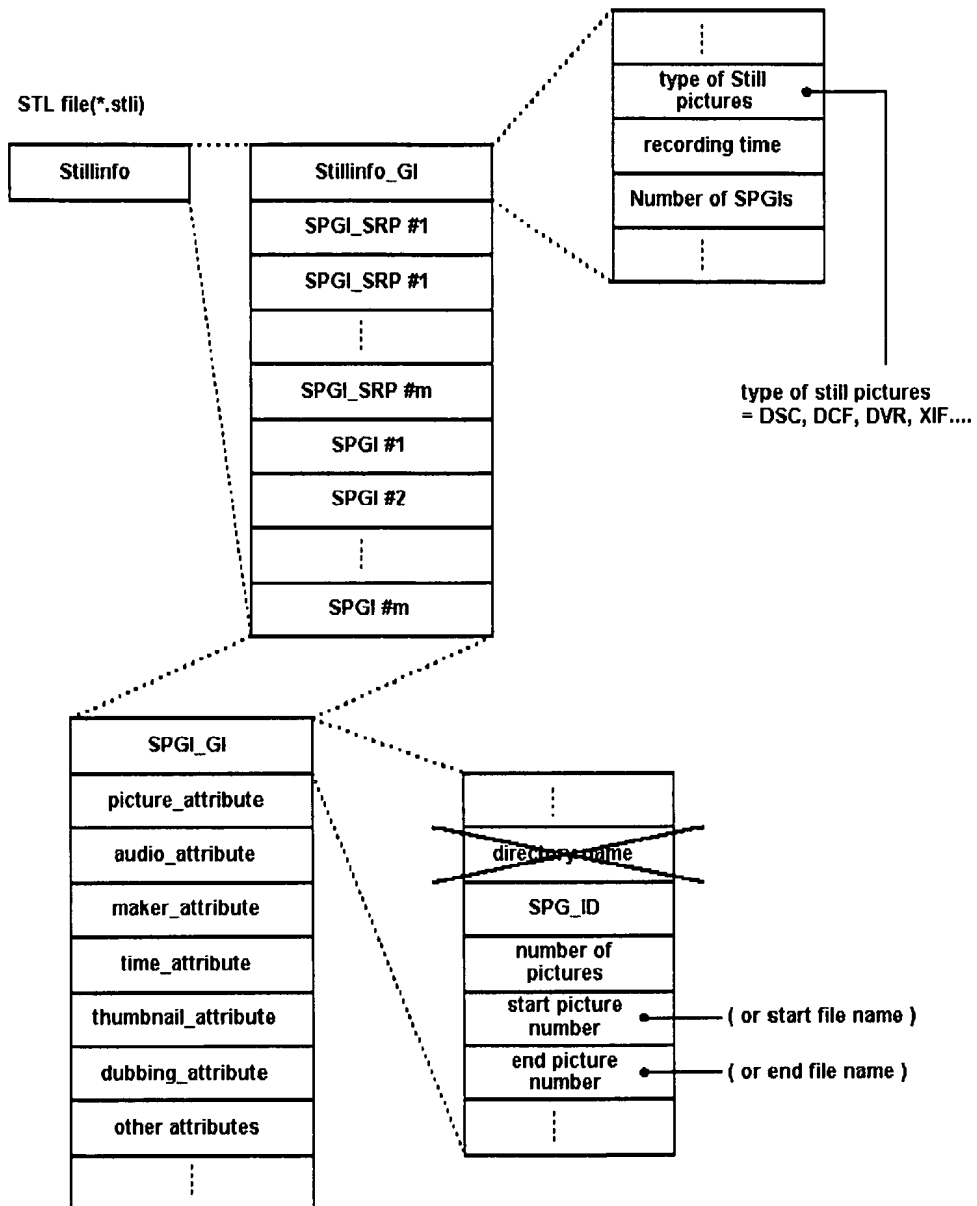 type of Still
pictures
recording time
Number of SPGIs
STL file(*.stli)
Stillinfo
Stillinfo_GI
SPGI_SRP #1
SPGI_SRP #1
SPGI_SRP #m
SPGI #1
SPGI #2
SPGI #m
type of still pictures
= DSC, DCF, DVR, XIF....
SPGI_GI
picture_attribute
audio_attribute
maker_attribute
time_attribute
thumbnail_attribute
dubbing_attribute
other attributes
directory name
SPG_ID
number of
pictures
start picture
number
( or start file name )
end picture
number
( or end file name )